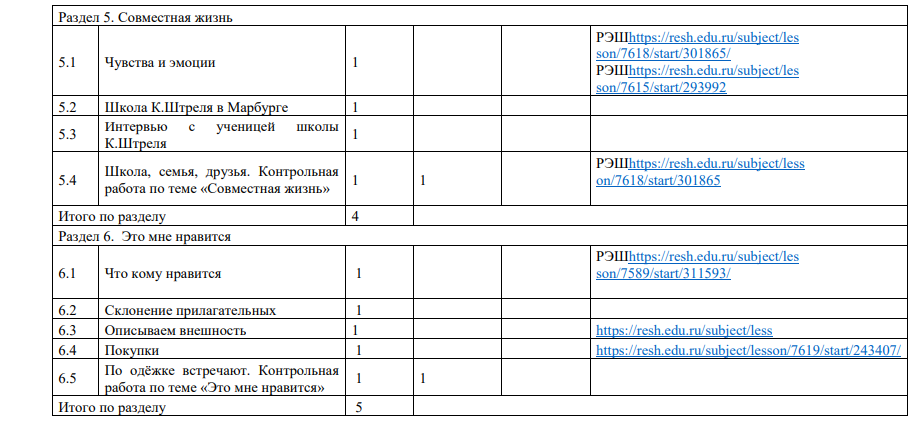 Раздел 5. Совместная жизнь
5.1 Чувства и эмоции 1 РЭШhttps://resh.edu.ru/subject/les
son/7618/start/301865/
РЭШhttps://resh.edu.ru/subject/les
son/7615/start/293992
5.2 Школа К.Штреля в Марбурге 1
5.3 Интервью с ученицей школы
К.Штреля 1
5.4 Школа, семья, друзья. Контрольная
работа по теме «Совместная жизнь» 1 1 РЭШhttps://resh.edu.ru/subject/less
on/7618/start/301865
Итого по разделу 4
Раздел 6. Это мне нравится
6.1 Что кому нравится 1 РЭШhttps://resh.edu.ru/subject/les
son/7589/start/311593/
6.2 Склонение прилагательных 1
6.3 Описываем внешность 1 https://resh.edu.ru/subject/less
6.4 Покупки 1 https://resh.edu.ru/subject/lesson/7619/start/243407/
6.5 По одёжке встречают. Контрольная
работа по теме «Это мне нравится» 1 1
Итого по разделу 5